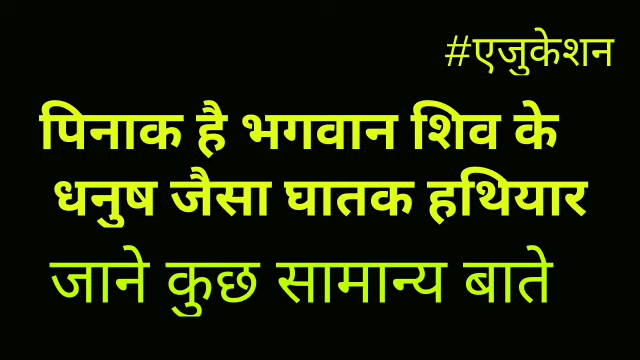 #एजुकेशन
पिनाक है भगवान शिव के
धनुष जैसा घातक हथियार
जाने कुछ सामान्य बाते